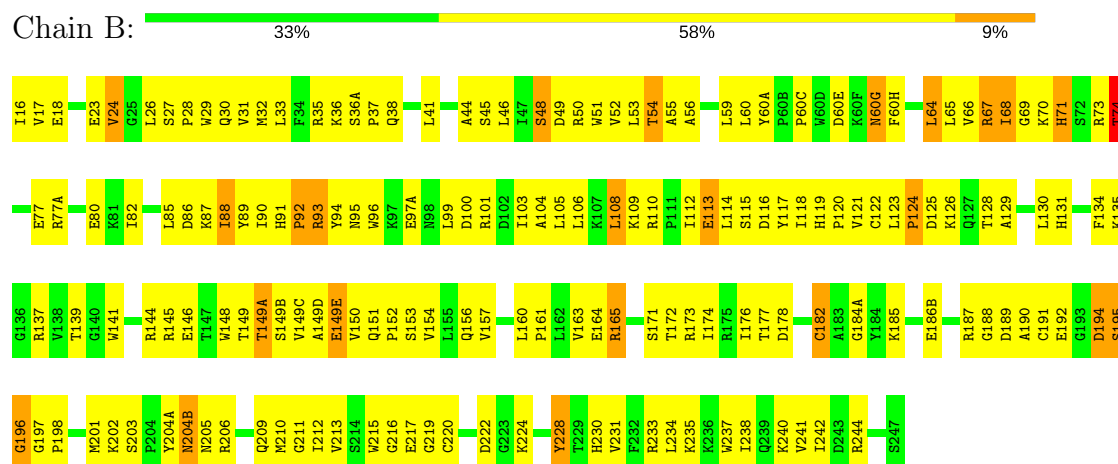 Chain B:
33% 58% 9%
I16 V17 E18 E23 V24 G25 L26 S27 P28 W29 Q30 V31 M32 L33 F34 R35 K36 S36A P37 Q38 L41 A44 S45 L46 I47 S48 D49 R50 W51 V52 L53 T54 A55 A56 L59 L60 Y60A P60B P60C W60D D60E K60F N60G F60H L64 L65 V66 R67 I68 G69 K70 H71 S72 R73 T74
E77 R77A E80 K81 I82 L85 D86 K87 I88 Y89 I90 H91 P92 R93 Y94 N95 W96 K97 E97A N98 L99 D100 R101 D102 I103 A104 L105 L106 K107 L108 K109 R110 P111 I112 E113 L114 S115 D116 Y117 I118 H119 P120 V121 C122 L123 P124 D125 K126 Q127 T128 A129 L130 H131 F134 K135
G136 R137 V138 T139 G140 W141 R144 R145 E146 T147 W148 T149 T149A S149B V149C A149D E149E V150 Q151 P152 S153 V154 L155 Q156 V157 L160 P161 L162 V163 E164 R165 S171 T172 R173 I174 R175 I176 T177 D178 C182 A183 G184A Y184 K185 E186B R187 G188 D189 A190 C191 E192 G193 D194 S195
G196 G197 P198 M201 K202 S203 P204 Y204A N204B N205 R206 Q209 M210 G211 I212 V213 S214 W215 G216 E217 G219 C220 D222 G223 K224 Y228 T229 H230 V231 F232 R233 L234 K235 K236 W237 I238 Q239 K240 V241 I242 D243 R244 S247